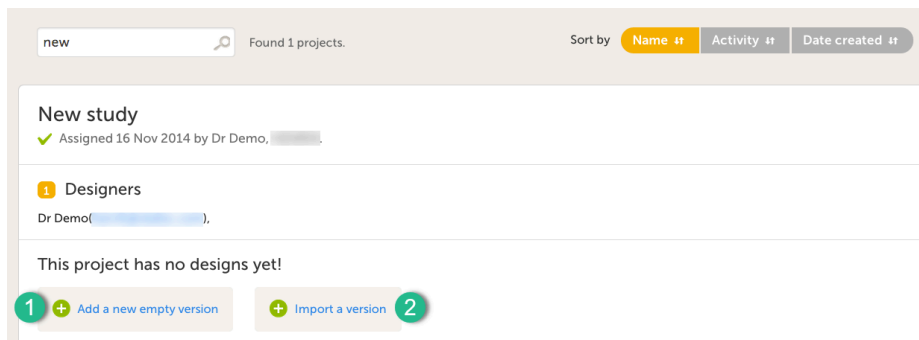 new Found 1 projects. Sort by Name Activity Date created
New study
Assigned 16 Nov 2014 by Dr Demo, .
1 Designers
Dr Demo( ),
This project has no designs yet!
1 Add a new empty version Import a version 2